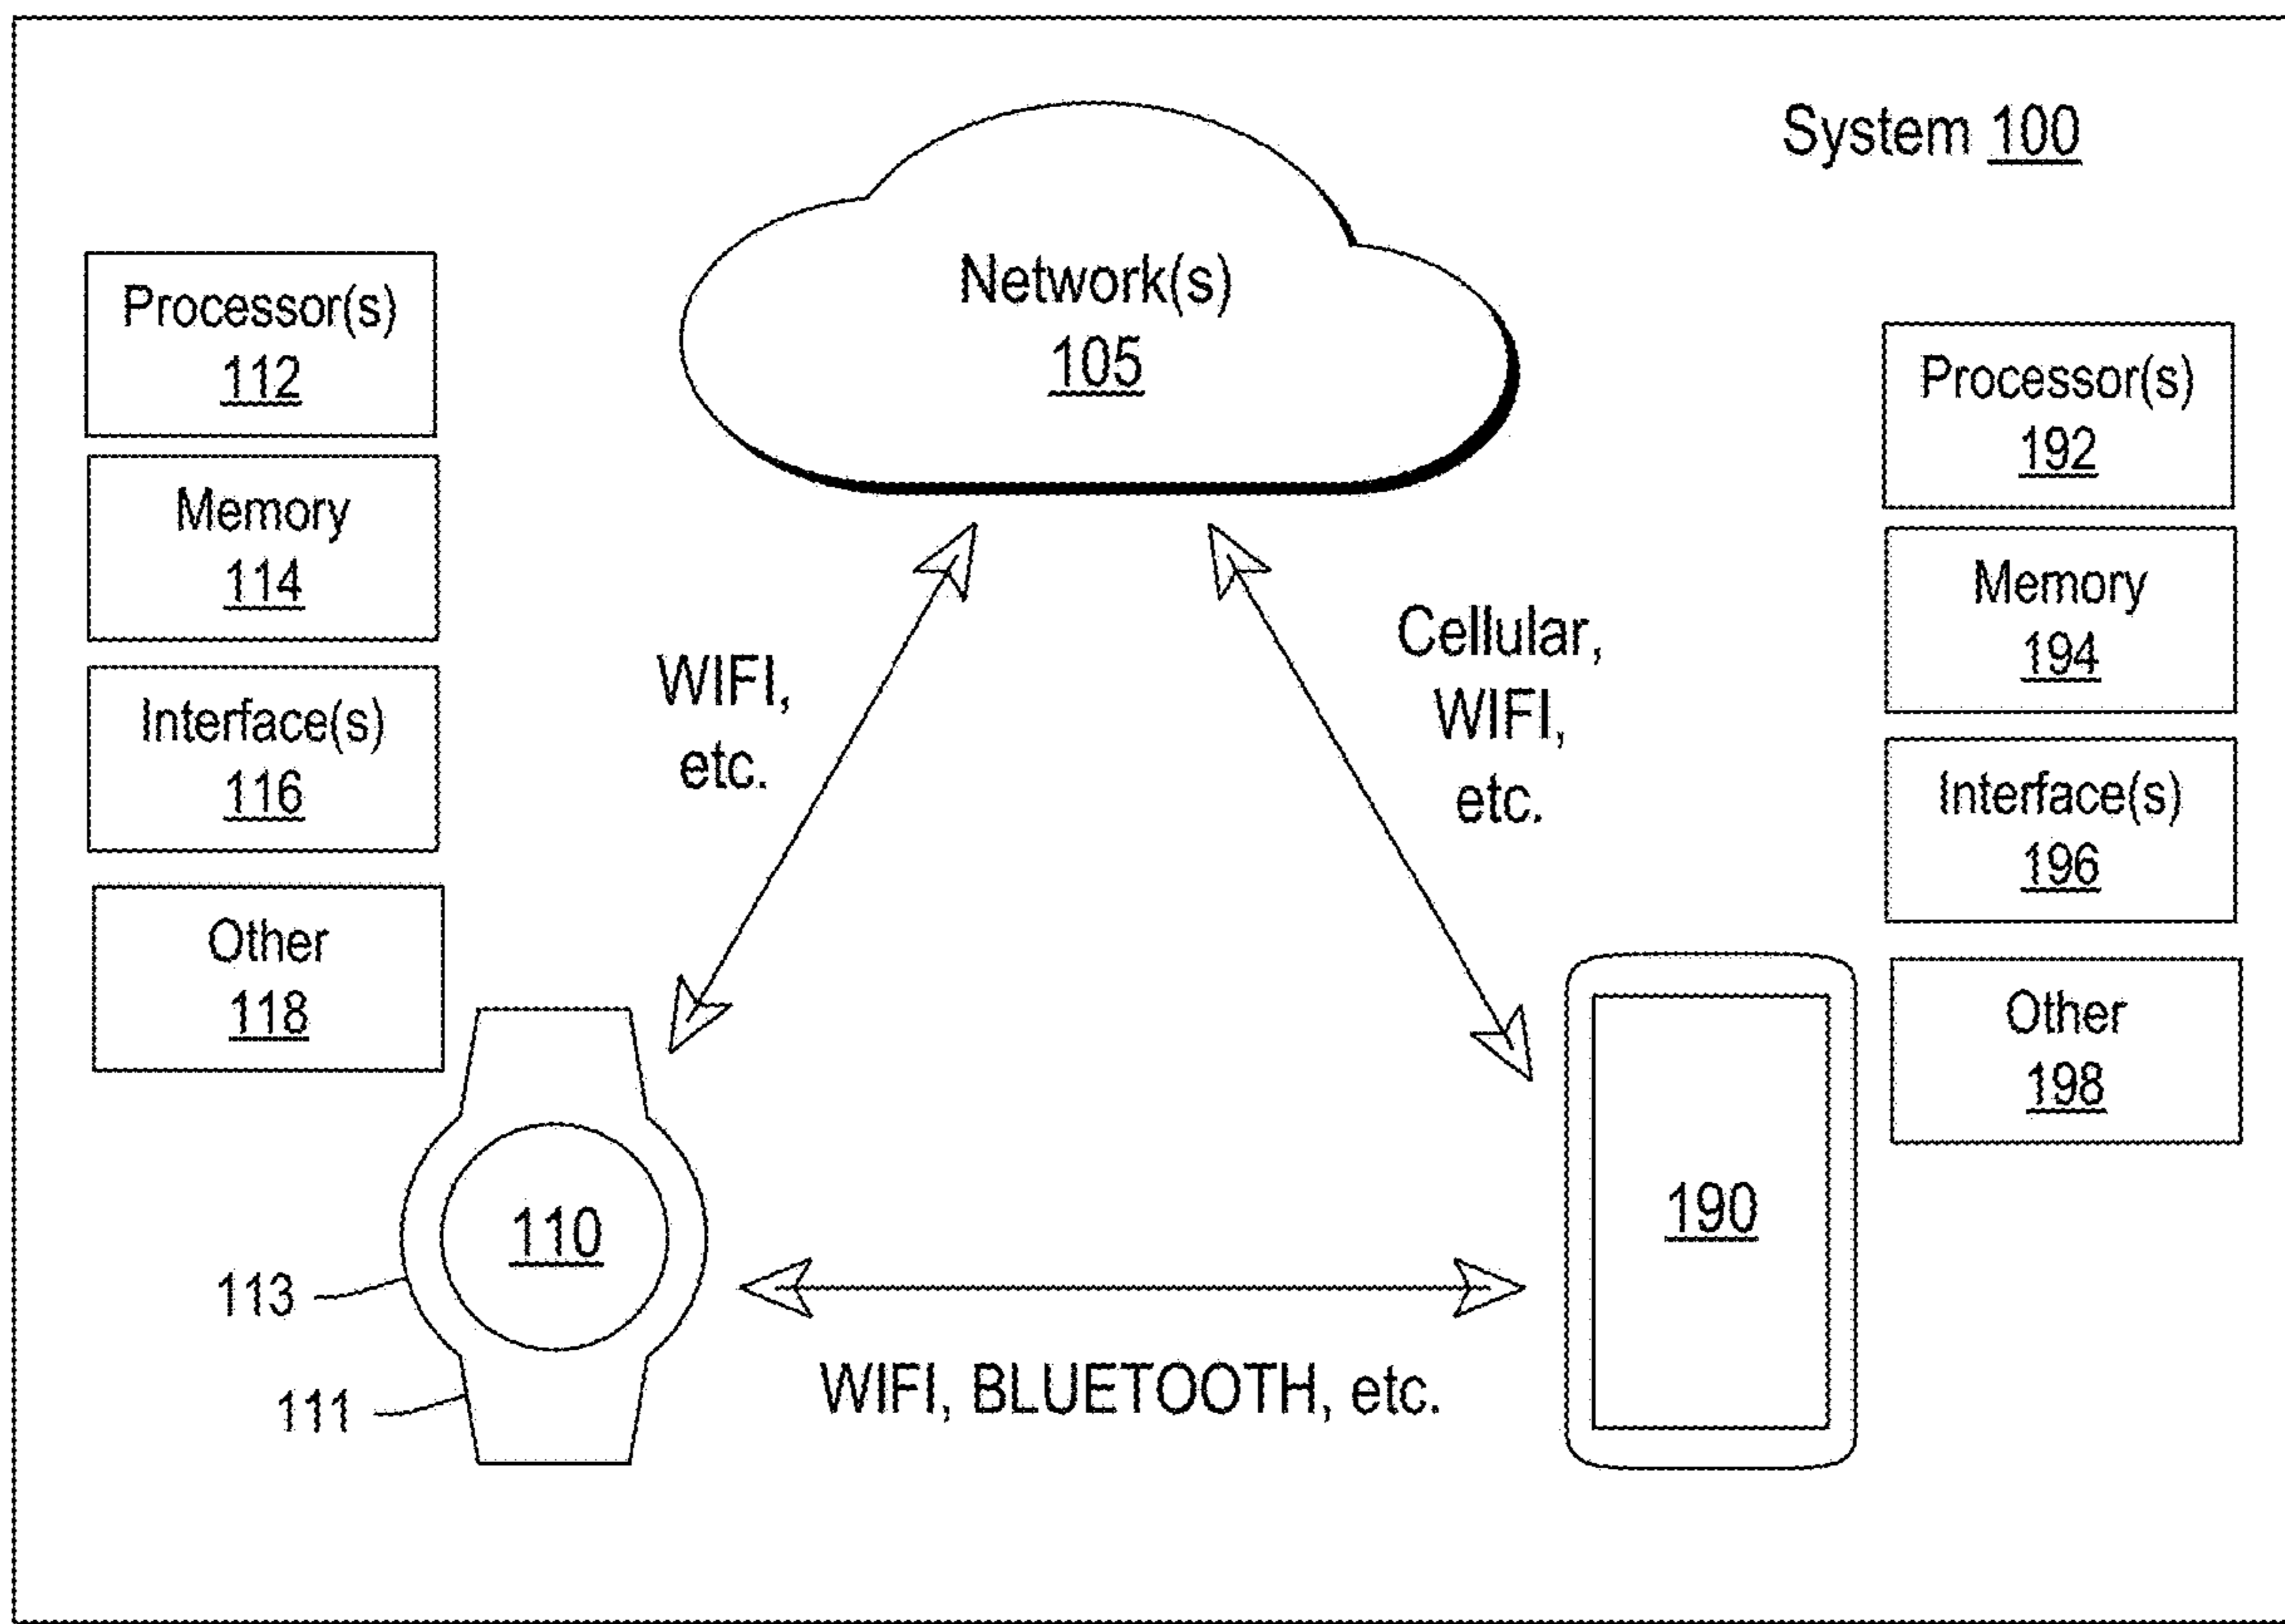 System 100
Network(s)
105
Processor(s)
112
Memory
114
Interface(s)
116
Other
118
Processor(s)
192
Memory
194
Interface(s)
196
Other
198
WIFI,
etc.
Cellular,
WIFI,
etc.
110
113
111
190
WIFI, BLUETOOTH, etc.